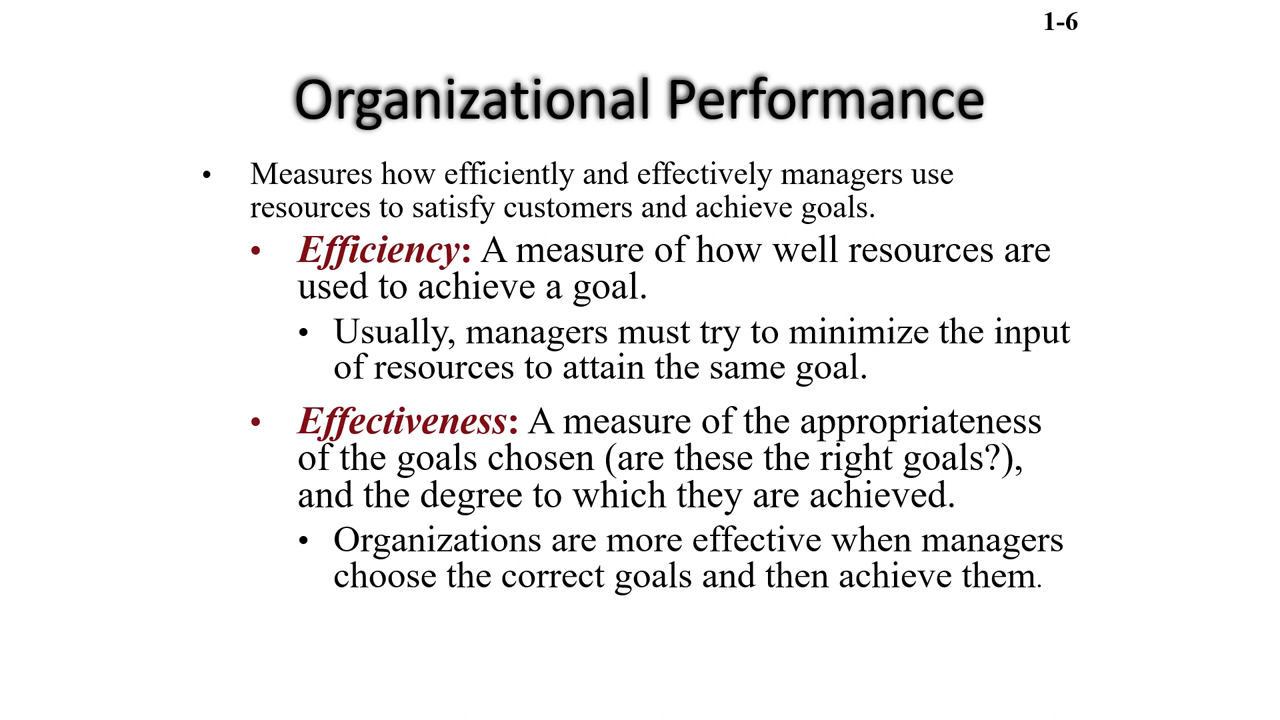 1-6
Organizational Performance
• Measures how efficiently and effectively managers use
resources to satisfy customers and achieve goals.
• Efficiency: A measure of how well resources are
used to achieve a goal.
• Usually, managers must try to minimize the input
of resources to attain the same goal.
• Effectiveness: A measure of the appropriateness
of the goals chosen (are these the right goals?),
and the degree to which they are achieved.
• Organizations are more effective when managers
choose the correct goals and then achieve them.